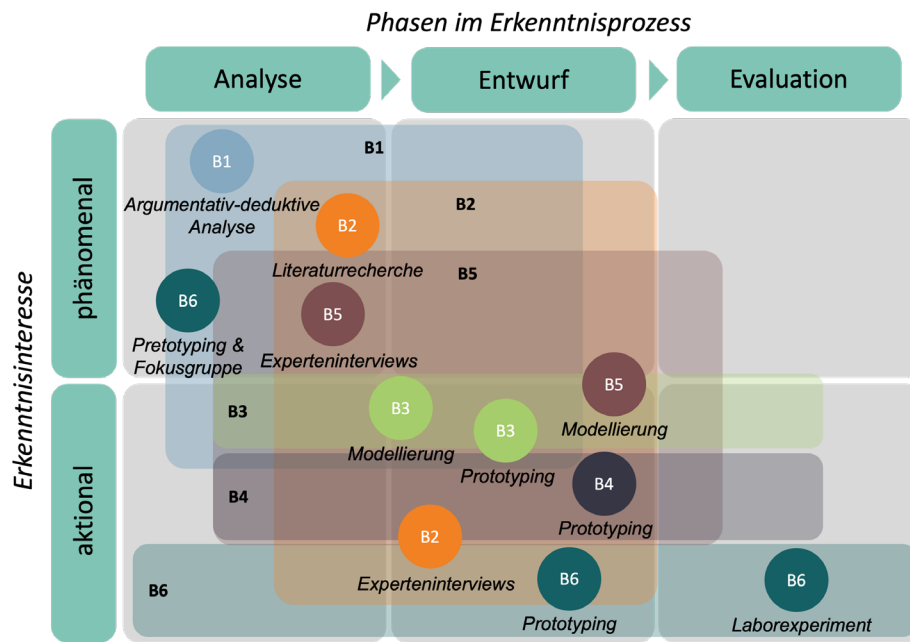 Phasen im Erkenntnisprozess
Analyse
Entwurf
Evaluation
Erkenntnisinteresse
phänomenal
aktional
B1
B1
Argumentativ-deduktive
Analyse
B2
B2
Literaturrecherche
B5
B6
B5
Pretotyping &
Fokusgruppe
Experteninterviews
B5
Modellierung
B3
B3
Modellierung
B3
Prototyping
B4
B4
Prototyping
B2
Experteninterviews
B6
B6
Prototyping
B6
Laborexperiment